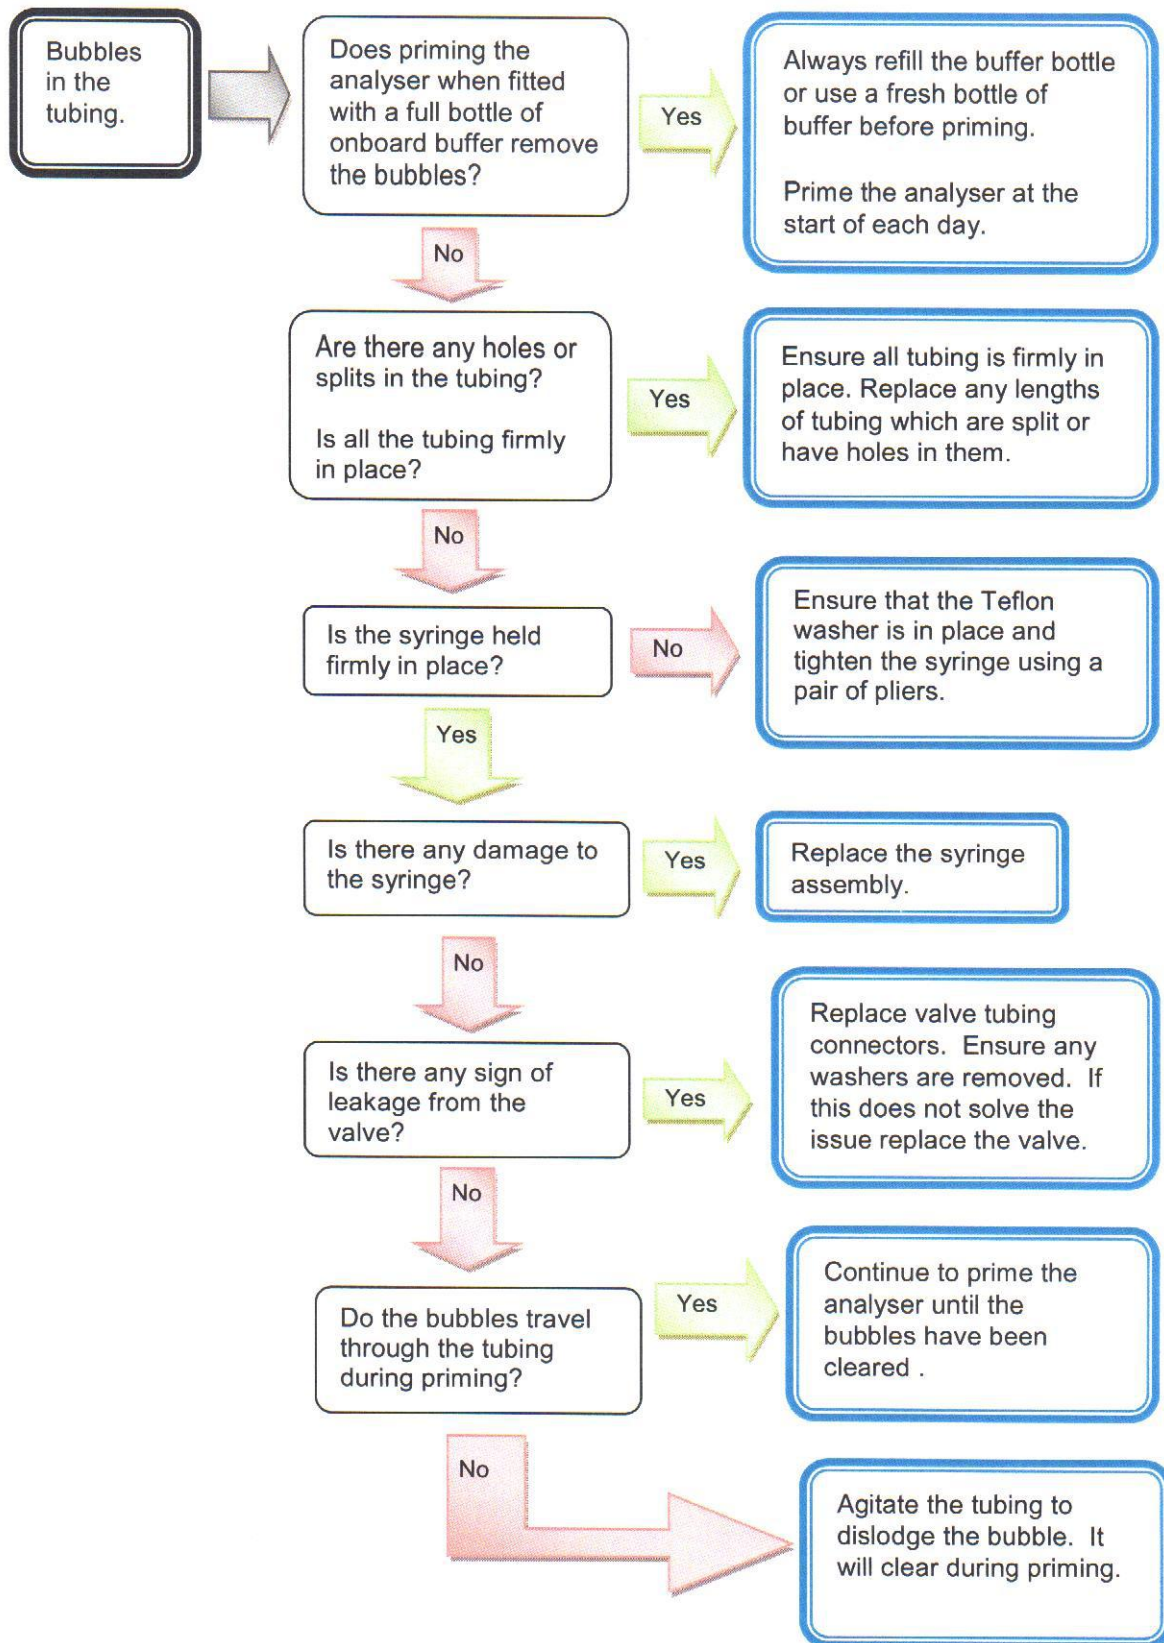 Bubbles
in the
tubing.
Does priming the
analyser when fitted
with a full bottle of
onboard buffer remove
the bubbles?
Yes
Always refill the buffer bottle
or use a fresh bottle of
buffer before priming.
Prime the analyser at the
start of each day.
No
Are there any holes or
splits in the tubing?
Is all the tubing firmly
in place?
Yes
Ensure all tubing is firmly in
place. Replace any lengths
of tubing which are split or
have holes in them.
No
Is the syringe held
firmly in place?
No
Ensure that the Teflon
washer is in place and
tighten the syringe using a
pair of pliers.
Yes
Is there any damage to
the syringe?
Yes
Replace the syringe
assembly.
No
Is there any sign of
leakage from the
valve?
Yes
Replace valve tubing
connectors. Ensure any
washers are removed. If
this does not solve the
issue replace the valve.
No
Do the bubbles travel
through the tubing
during priming?
Yes
Continue to prime the
analyser until the
bubbles have been
cleared .
No
Agitate the tubing to
dislodge the bubble. It
will clear during priming.